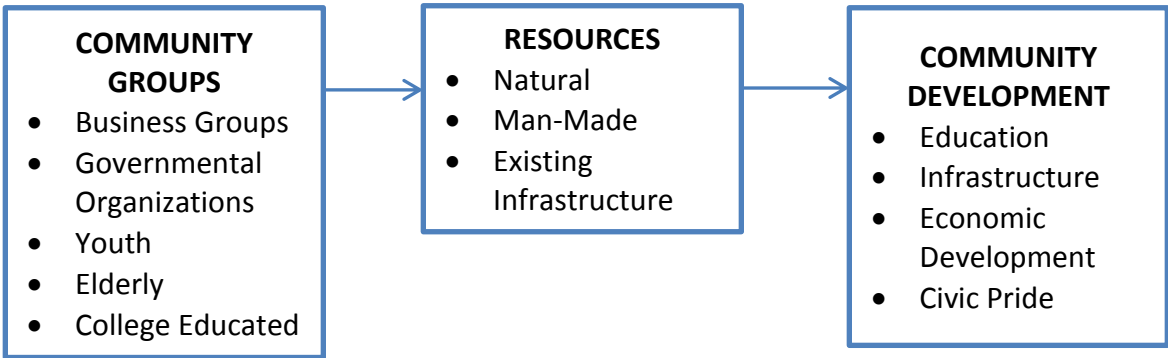 COMMUNITY
GROUPS
• Business Groups
• Governmental
Organizations
• Youth
• Elderly
• College Educated
RESOURCES
• Natural
• Man-Made
• Existing
Infrastructure
COMMUNITY
DEVELOPMENT
• Education
• Infrastructure
• Economic
Development
• Civic Pride